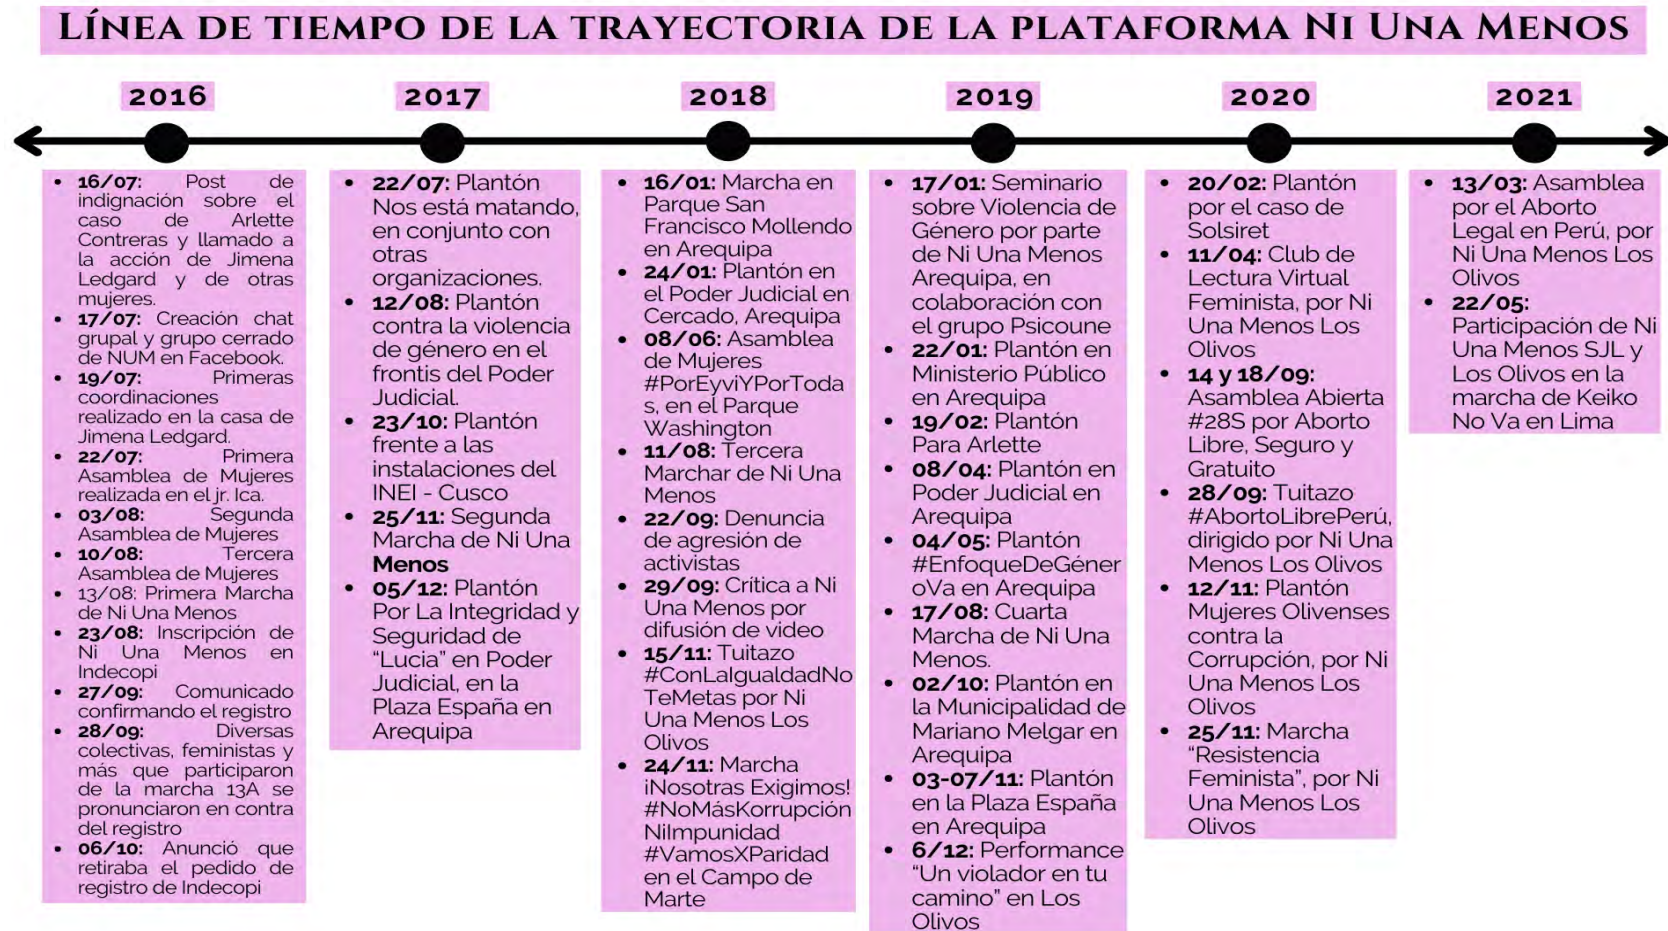 LÍNEA DE TIEMPO DE LA TRAYECTORIA DE LA PLATAFORMA NI UNA MENOS
2016
• 16/07: Post de
indignación sobre el
caso de Arlette
Contreras y llamado a
la acción de Jimena
Ledgard y de otras
mujeres.
• 17/07: Creación chat
grupal y grupo cerrado
de NUM en Facebook.
• 19/07: Primeras
coordinaciones
realizado en la casa de
Jimena Ledgard.
• 22/07: Primera
Asamblea de Mujeres
realizada en el jr. Ica.
• 03/08: Segunda
Asamblea de Mujeres
• 10/08: Tercera
Asamblea de Mujeres
• 13/08: Primera Marcha
de Ni Una Menos
• 23/08: Inscripción de
Ni Una Menos en
Indecopi
• 27/09: Comunicado
confirmando el registro
• 28/09: Diversas
colectivas, feministas y
más que participaron
de la marcha 13A se
pronunciaron en contra
del registro
• 06/10: Anunció que
retiraba el pedido de
registro de Indecopi
2017
• 22/07: Plantón
Nos está matando,
en conjunto con
otras
organizaciones.
• 12/08: Plantón
contra la violencia
de género en el
frontis del Poder
Judicial.
• 23/10: Plantón
frente a las
instalaciones del
INEI - Cusco
• 25/11: Segunda
Marcha de Ni Una
Menos
• 05/12: Plantón
Por La Integridad y
Seguridad de
“Lucia” en Poder
Judicial, en la
Plaza España en
Arequipa
2018
• 16/01: Marcha en
Parque San
Francisco Mollendo
en Arequipa
• 24/01: Plantón en
el Poder Judicial en
Cercado, Arequipa
• 08/06: Asamblea
de Mujeres
#PorEyviYPorToda
s, en el Parque
Washington
• 11/08: Tercera
Marchar de Ni Una
Menos
• 22/09: Denuncia
de agresión de
activistas
• 29/09: Crítica a Ni
Una Menos por
difusión de video
• 15/11: Tuitazo
#ConLaIgualdadNo
TeMetas por Ni
Una Menos Los
Olivos
• 24/11: Marcha
¡Nosotras Exigimos!
#NoMásKorrupción
NiImpunidad
#VamosXParidad
en el Campo de
Marte
2019
• 17/01: Seminario
sobre Violencia de
Género por parte
de Ni Una Menos
Arequipa, en
colaboración con
el grupo Psicoune
• 22/01: Plantón en
Ministerio Público
en Arequipa
• 19/02: Plantón
Para Arlette
• 08/04: Plantón en
Poder Judicial en
Arequipa
• 04/05: Plantón
#EnfoqueDeGéner
oVa en Arequipa
• 17/08: Cuarta
Marcha de Ni Una
Menos.
• 02/10: Plantón en
la Municipalidad de
Mariano Melgar en
Arequipa
• 03-07/11: Plantón
en la Plaza España
en Arequipa
• 6/12: Performance
“Un violador en tu
camino” en Los
Olivos
2020
• 20/02: Plantón
por el caso de
Solsiret
• 11/04: Club de
Lectura Virtual
Feminista, por Ni
Una Menos Los
Olivos
• 14 y 18/09:
Asamblea Abierta
#28S por Aborto
Libre, Seguro y
Gratuito
• 28/09: Tuitazo
#AbortoLibrePerú,
dirigido por Ni Una
Menos Los Olivos
• 12/11: Plantón
Mujeres Olivenses
contra la
Corrupción, por Ni
Una Menos Los
Olivos
• 25/11: Marcha
“Resistencia
Feminista”, por Ni
Una Menos Los
Olivos
2021
• 13/03: Asamblea
por el Aborto
Legal en Perú, por
Ni Una Menos Los
Olivos
• 22/05:
Participación de Ni
Una Menos SJL y
Los Olivos en la
marcha de Keiko
No Va en Lima